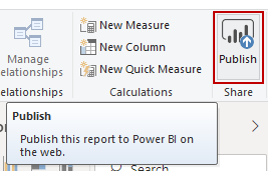 New Measure
New Column
New Quick Measure
Manage
elationships
Publish
elationships
Calculations
Share
Publish
Publish this report to Power BI on
the web.
Search